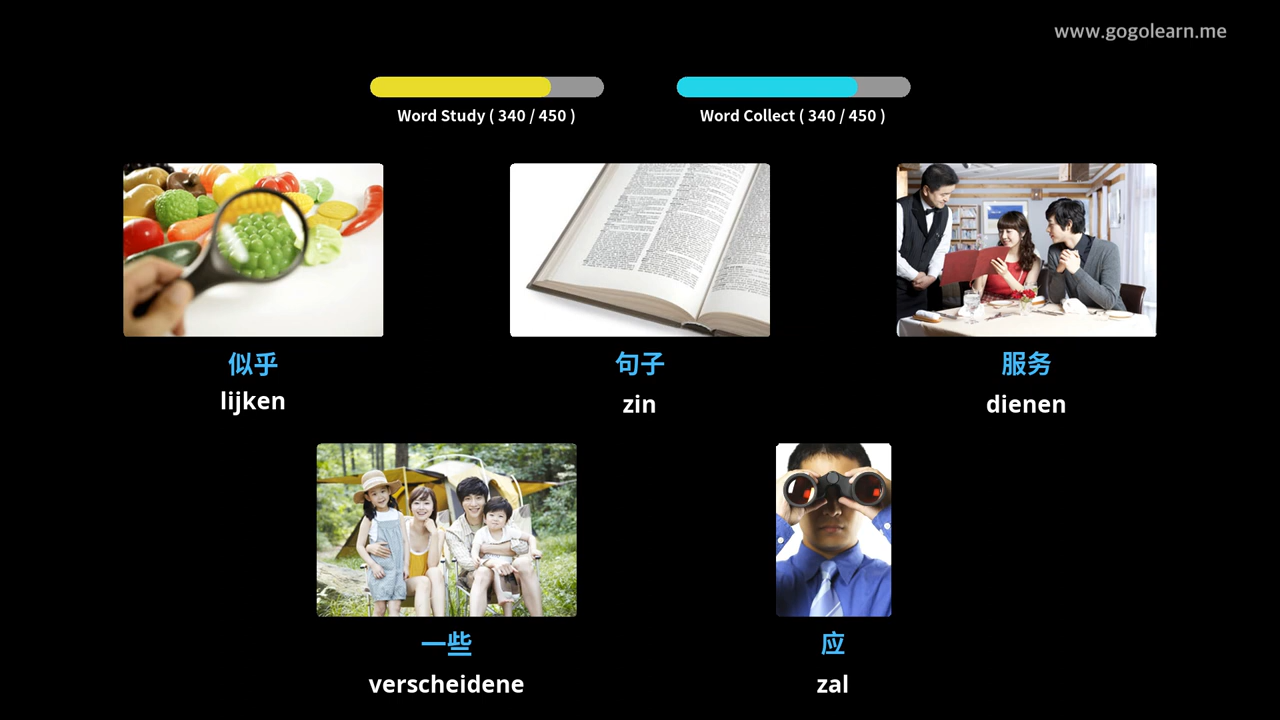 www.gogolearn.me
Word Study ( 340 / 450 )
Word Collect ( 340 / 450 )
似乎
lijken
句子
zin
服务
dienen
一些
verscheidene
应
zal